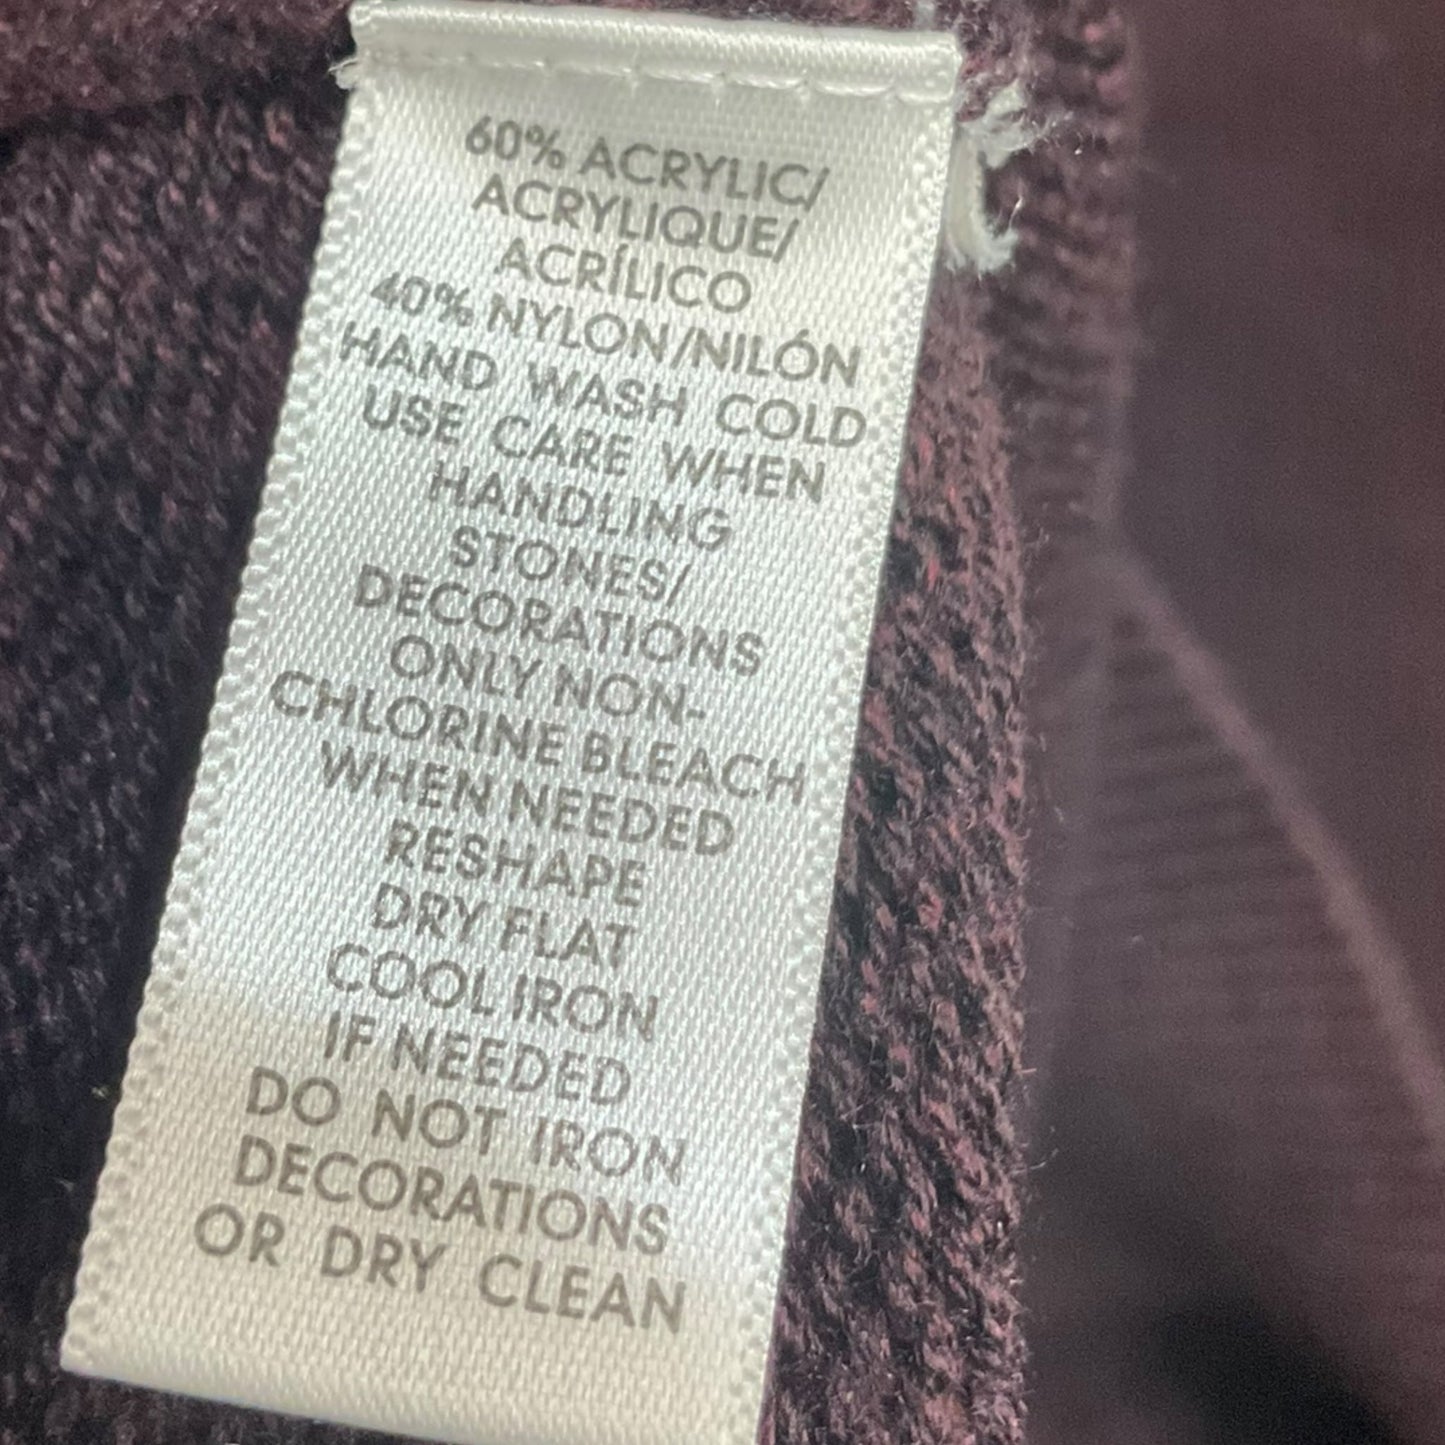 60% ACRYLIC/
ACRYLIQUE/
ACRÍLICO
40% NYLON/NILÓN
HAND WASH COLD
USE CARE WHEN
HANDLING
STONES/
DECORATIONS
ONLY NON-
CHLORINE BLEACH
WHEN NEEDED
RESHAPE
DRY FLAT
COOL IRON
IF NEEDED
DO NOT IRON
DECORATIONS
OR DRY CLEAN